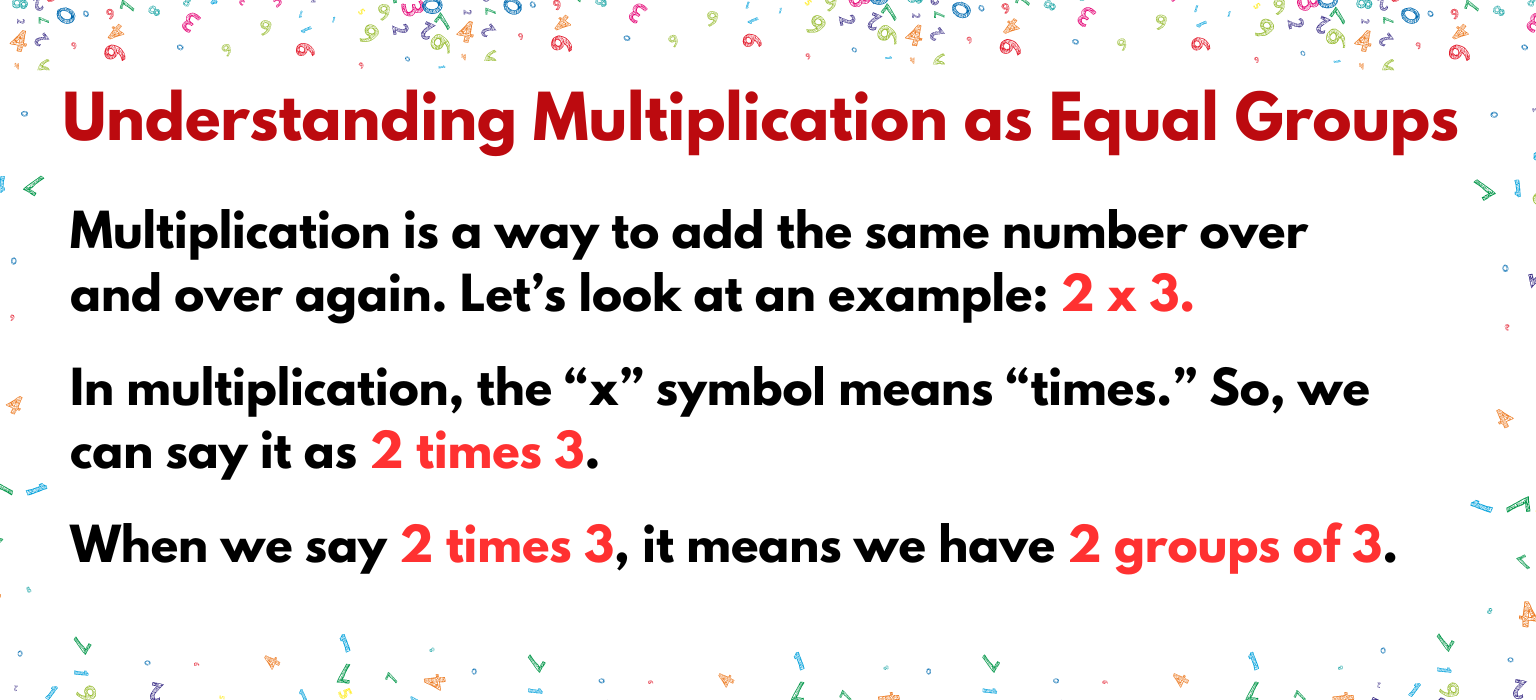 Understanding Multiplication as Equal Groups
Multiplication is a way to add the same number over
and over again. Let’s look at an example: 2 x 3.
In multiplication, the “x” symbol means “times.” So, we
can say it as 2 times 3.
When we say 2 times 3, it means we have 2 groups of 3.